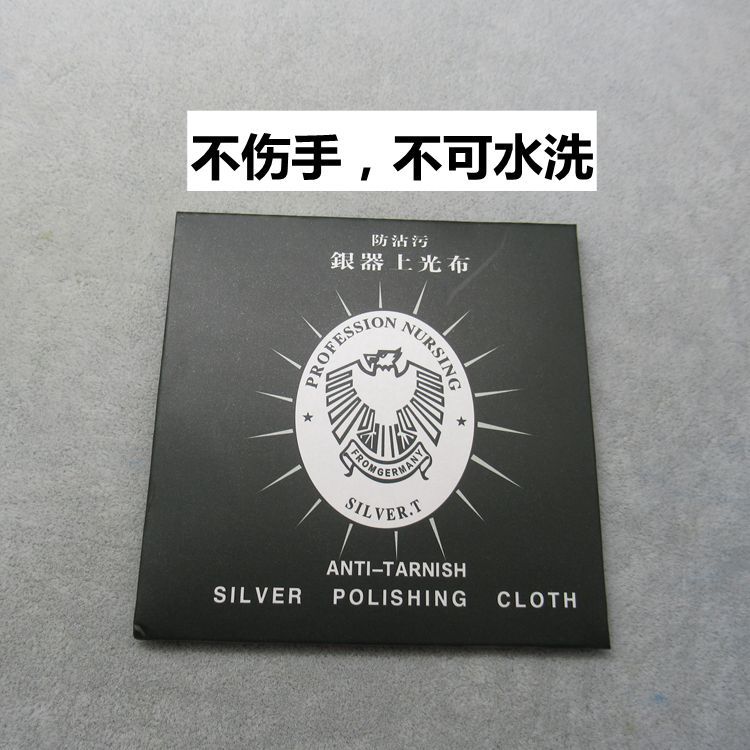 不伤手，不可水洗
防沾污
銀器上光布
PROFESSION NURSING
FROMGERMANY
SILVER.T
ANTI-TARNISH
SILVER POLISHING CLOTH